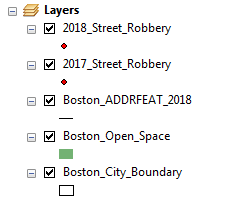 Layers
2018_Street_Robbery
2017_Street_Robbery
Boston_ADDRFEAT_2018
Boston_Open_Space
Boston_City_Boundary